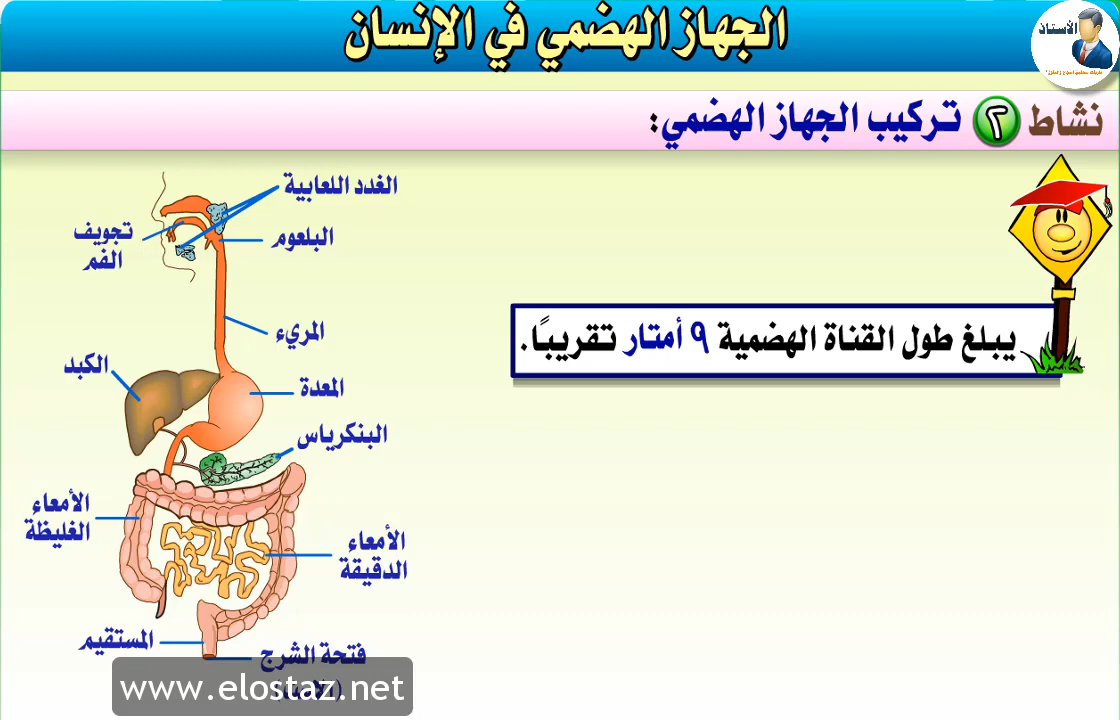 الجهاز الهضمي في الإنسان
الأستاذ
نشاط ٢ تركيب الجهاز الهضمي:
الغدد اللعابية
تجويف
الفم
البلعوم
المريء
الكبد
المعدة
البنكرياس
الأمعاء
الغليظة
الأمعاء
الدقيقة
المستقيم
فتحة الشرج
www.elostaz.net
يبلغ طول القناة الهضمية ٩ أمتار تقريبًا.